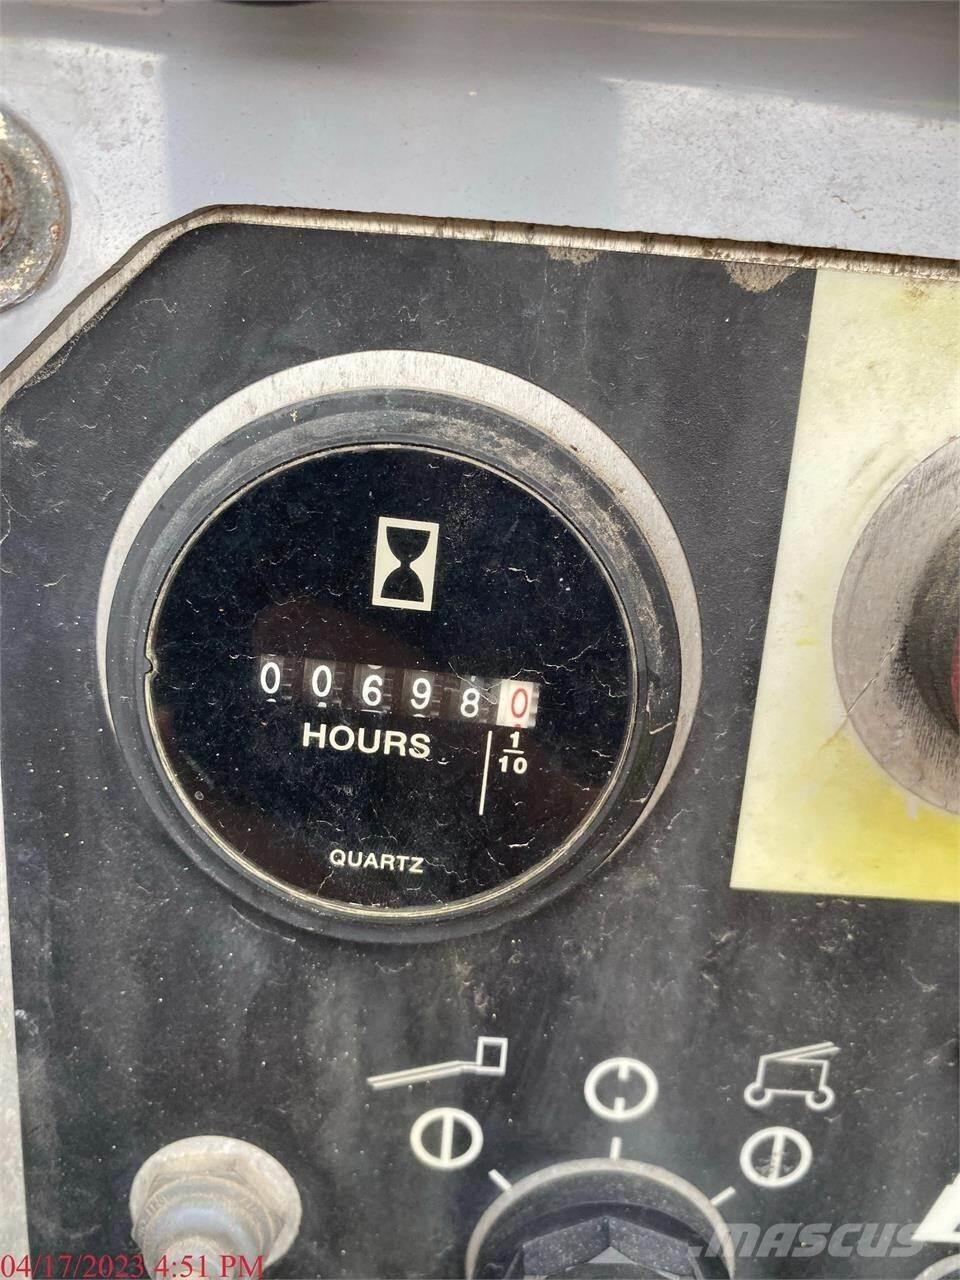 006980
HOURS
1
10
QUARTZ
MASCUS
04/17/2023 4:51 PM